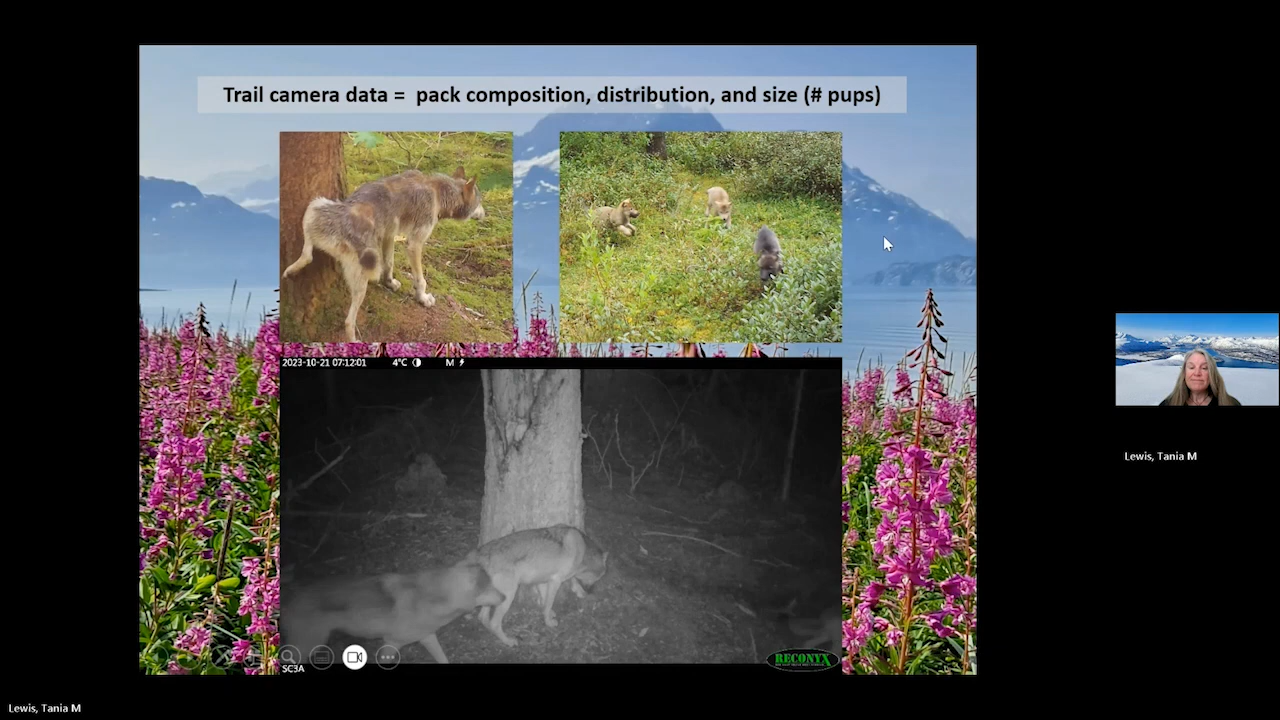 Trail camera data = pack composition, distribution, and size (# pups)
2023-10-21 07:12:01 4°C M
SC3A
RECONYX
Lewis, Tania M
Lewis, Tania M